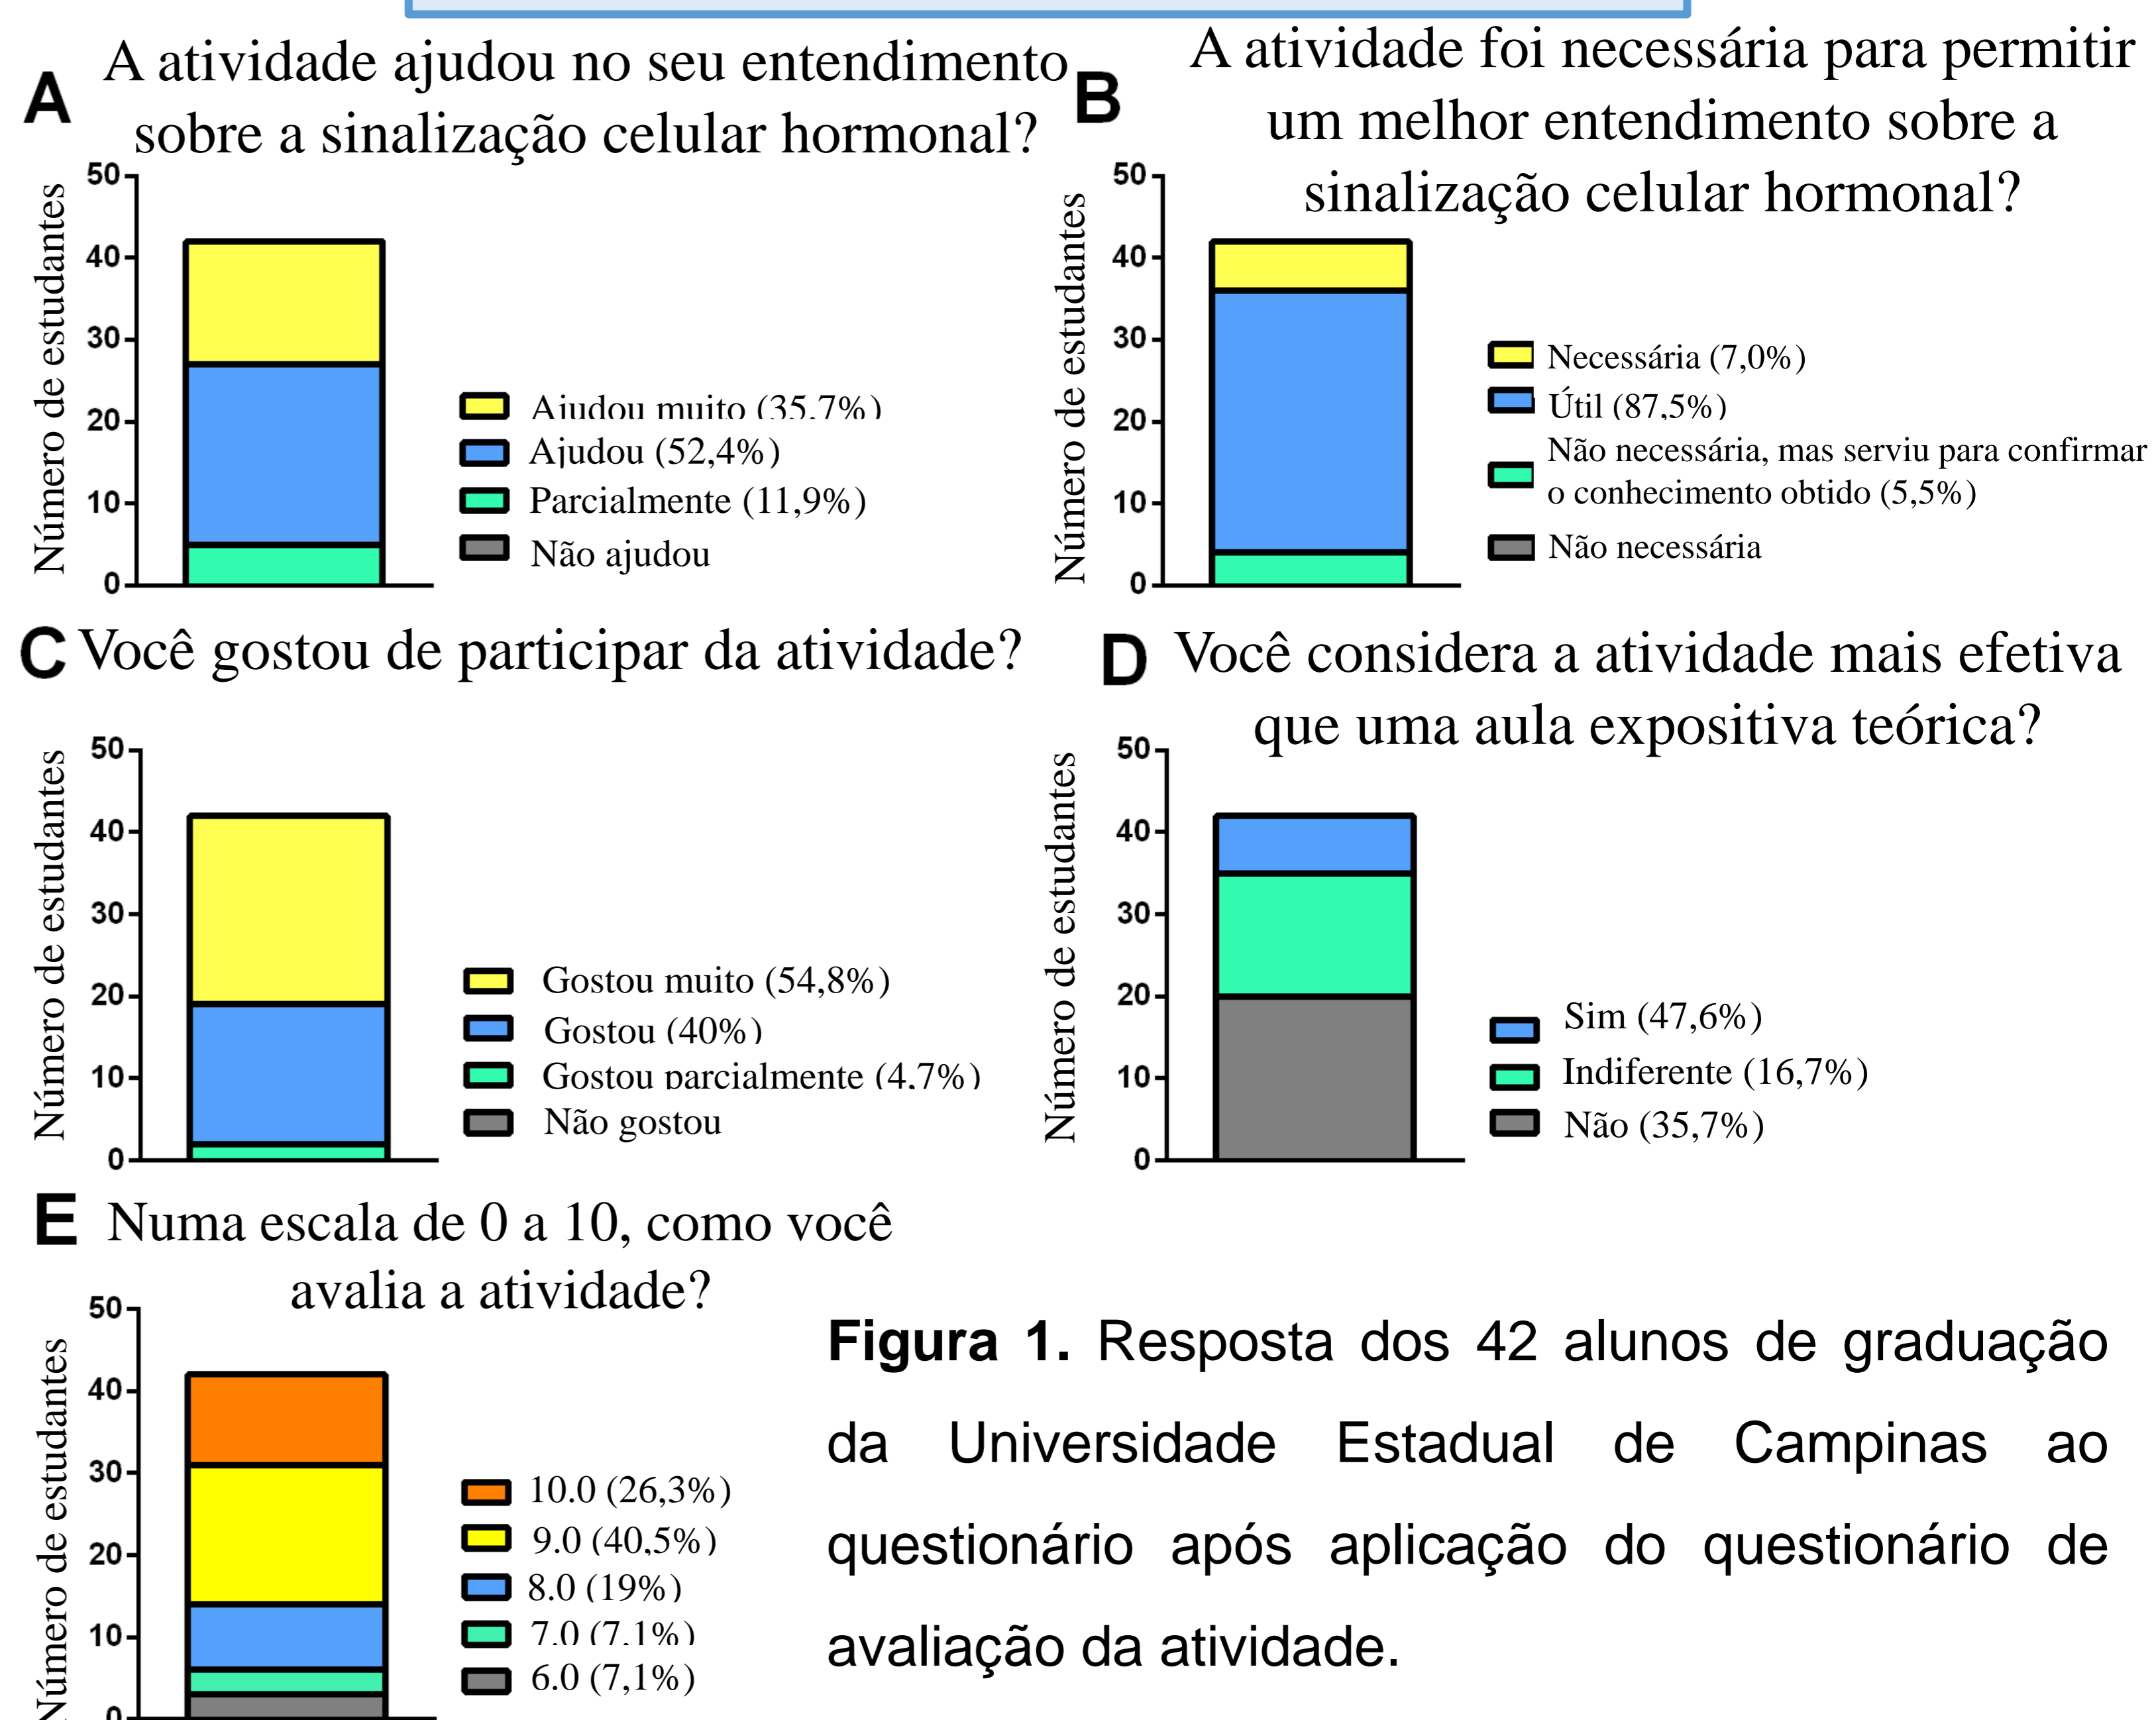 A
A atividade ajudou no seu entendimento
sobre a sinalização celular hormonal?
Número de estudantes
50
40
30
20
10
0
Ajudou muito (35,7%)
Ajudou (52,4%)
Parcialmente (11,9%)
Não ajudou
B
A atividade foi necessária para permitir
um melhor entendimento sobre a
sinalização celular hormonal?
Número de estudantes
50
40
30
20
10
0
Necessária (7,0%)
Útil (87,5%)
Não necessária, mas serviu para confirmar
o conhecimento obtido (5,5%)
Não necessária
C
Você gostou de participar da atividade?
Número de estudantes
50
40
30
20
10
0
Gostou muito (54,8%)
Gostou (40%)
Gostou parcialmente (4,7%)
Não gostou
D
Você considera a atividade mais efetiva
que uma aula expositiva teórica?
Número de estudantes
50
40
30
20
10
0
Sim (47,6%)
Indiferente (16,7%)
Não (35,7%)
E
Numa escala de 0 a 10, como você
avalia a atividade?
Número de estudantes
50
40
30
20
10
0
10.0 (26,3%)
9.0 (40,5%)
8.0 (19%)
7.0 (7,1%)
6.0 (7,1%)
Figura 1. Resposta dos 42 alunos de graduação
da Universidade Estadual de Campinas ao
questionário após aplicação do questionário de
avaliação da atividade.